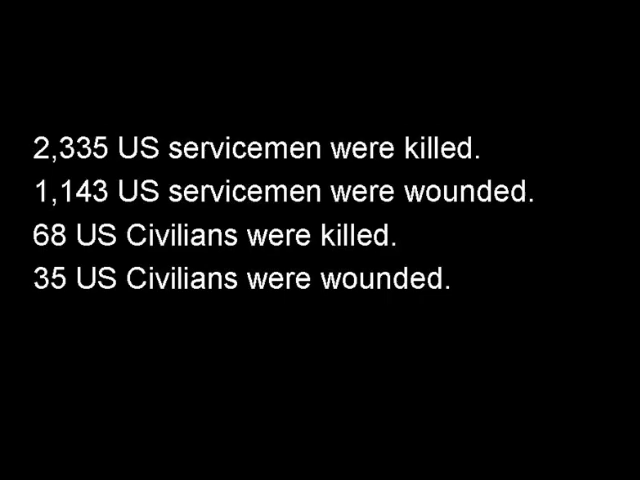 2,335 US servicemen were killed.
1,143 US servicemen were wounded.
68 US Civilians were killed.
35 US Civilians were wounded.